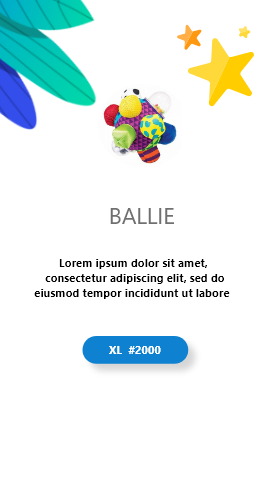 BALLIE
Lorem ipsum dolor sit amet,
consectetur adipiscing elit, sed do
eiusmod tempor incididunt ut labore
XL #2000